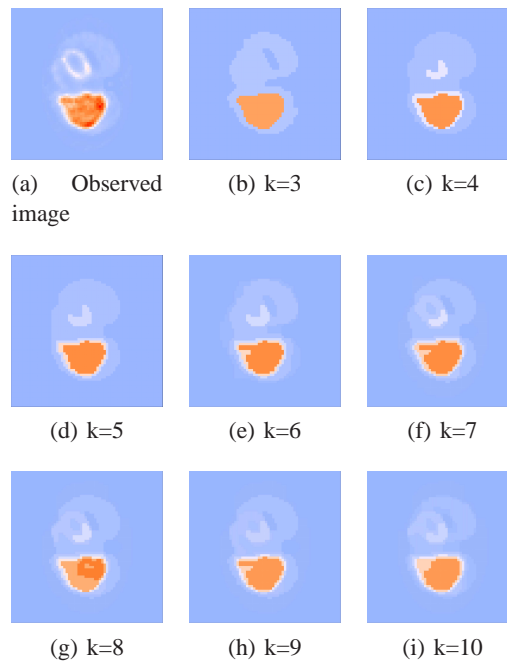 (a) Observed image
(b) k=3
(c) k=4
(d) k=5
(e) k=6
(f) k=7
(g) k=8
(h) k=9
(i) k=10